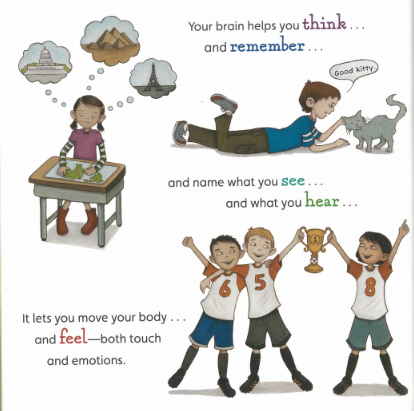 Your brain helps you think . . .
and remember . . .
Good kitty.
and name what you see . . .
and what you hear . . .
6
5
1
8
It lets you move your body . . .
and feel—both touch
and emotions.